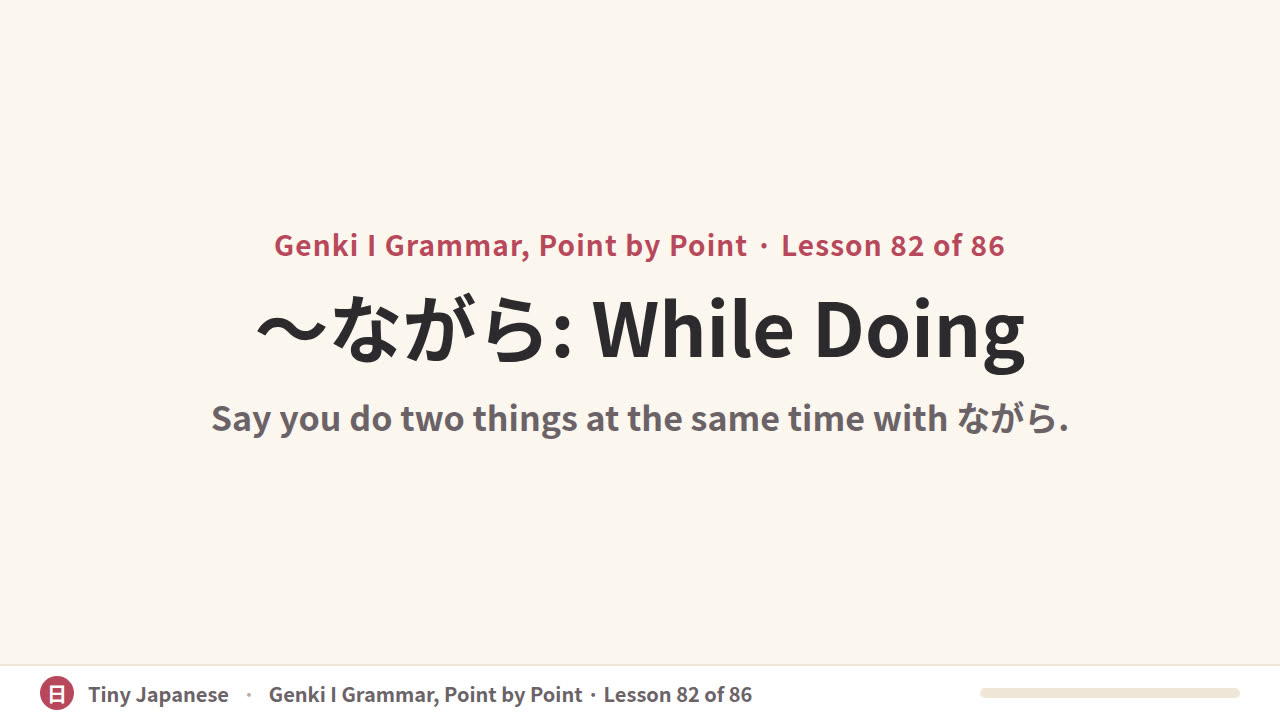 Genki I Grammar, Point by Point · Lesson 82 of 86
〜ながら: While Doing
Say you do two things at the same time with ながら.
日 Tiny Japanese · Genki I Grammar, Point by Point · Lesson 82 of 86